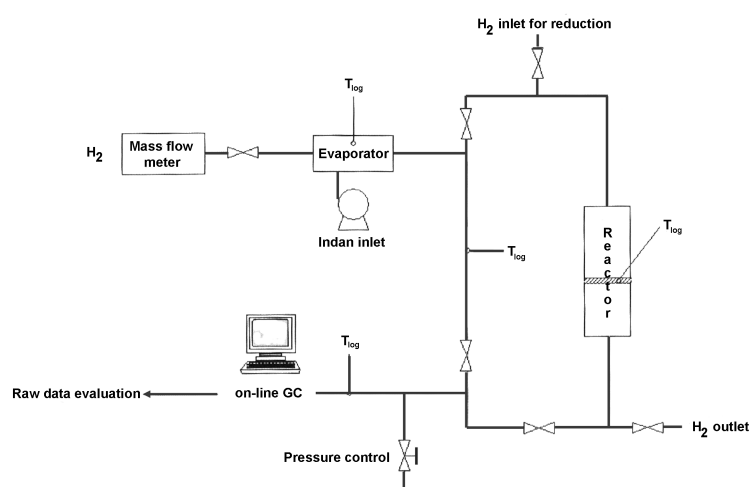 H2 inlet for reduction
Tlog
H2
Mass flow
meter
Evaporator
Indan inlet
Tlog
Reactor
Tlog
Tlog
Raw data evaluation
on-line GC
H2 outlet
Pressure control